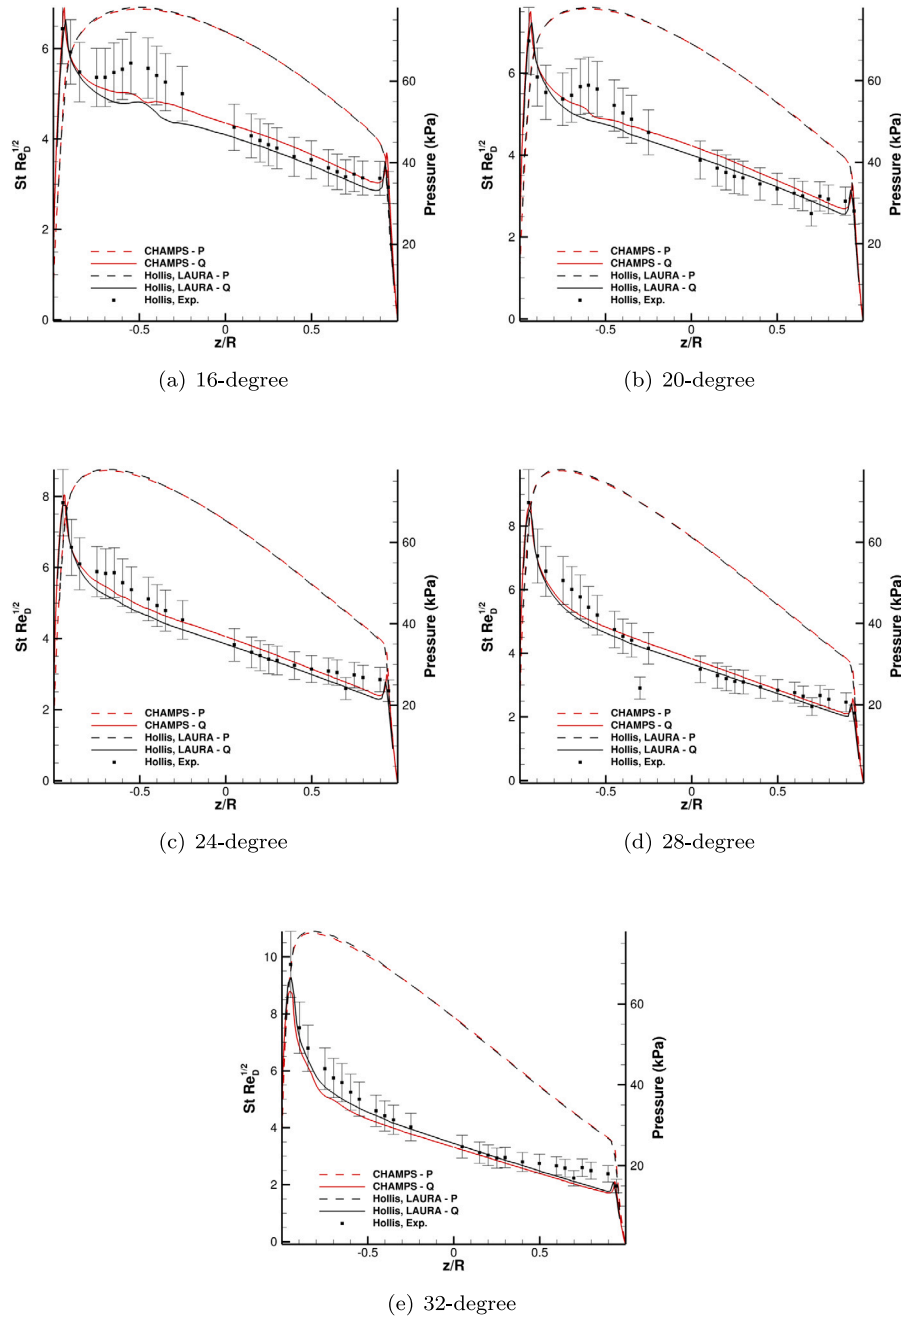 6
4
2
0
St Re_D^1/2
60
40
20
Pressure (kPa)
CHAMPS - P
CHAMPS - Q
Hollis, LAURA - P
Hollis, LAURA - Q
Hollis, Exp.
-0.5 0 0.5
z/R
(a) 16-degree
6
4
2
0
St Re_D^1/2
60
40
20
Pressure (kPa)
CHAMPS - P
CHAMPS - Q
Hollis, LAURA - P
Hollis, LAURA - Q
Hollis, Exp.
-0.5 0 0.5
z/R
(b) 20-degree
8
6
4
2
0
St Re_D^1/2
60
40
20
Pressure (kPa)
CHAMPS - P
CHAMPS - Q
Hollis, LAURA - P
Hollis, LAURA - Q
Hollis, Exp.
-0.5 0 0.5
z/R
(c) 24-degree
8
6
4
2
0
St Re_D^1/2
60
40
20
Pressure (kPa)
CHAMPS - P
CHAMPS - Q
Hollis, LAURA - P
Hollis, LAURA - Q
Hollis, Exp.
-0.5 0 0.5
z/R
(d) 28-degree
10
8
6
4
2
0
St Re_D^1/2
60
40
20
Pressure (kPa)
CHAMPS - P
CHAMPS - Q
Hollis, LAURA - P
Hollis, LAURA - Q
Hollis, Exp.
-0.5 0 0.5
z/R
(e) 32-degree